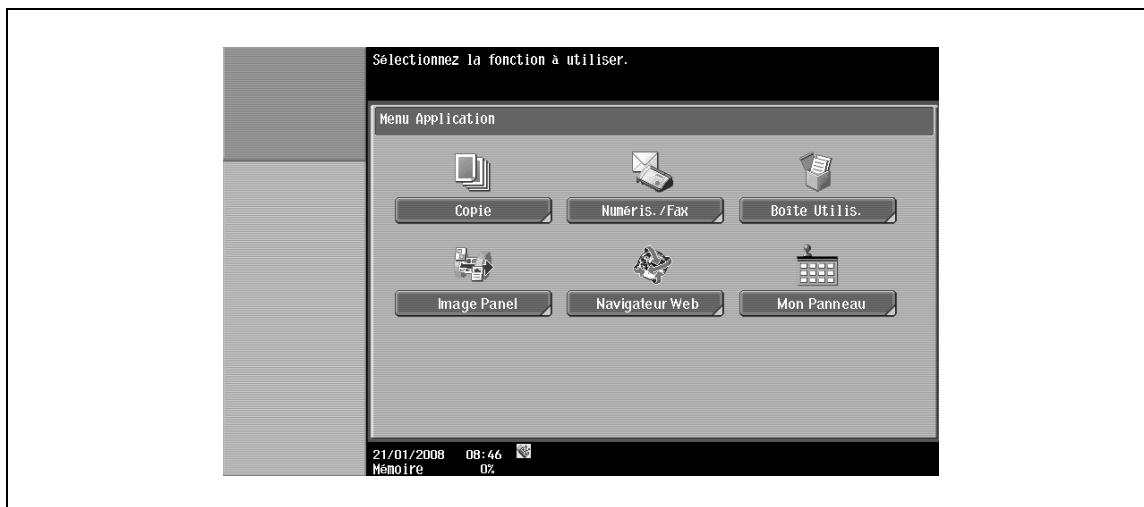 Sélectionnez la fonction à utiliser.
Menu Application
Copie
Numéris./Fax
Boîte Utilis.
Image Panel
Navigateur Web
Mon Panneau
21/01/2008 08:46
Mémoire 0%